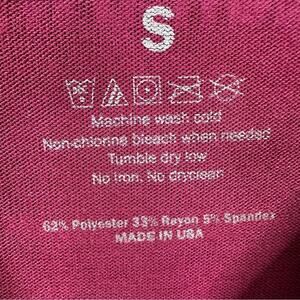 S
Machine wash cold
Non-chlorine bleach when needed
Tumble dry low
No Iron. No dryclean
62% Polyester 33% Rayon 5% Spandex
MADE IN USA